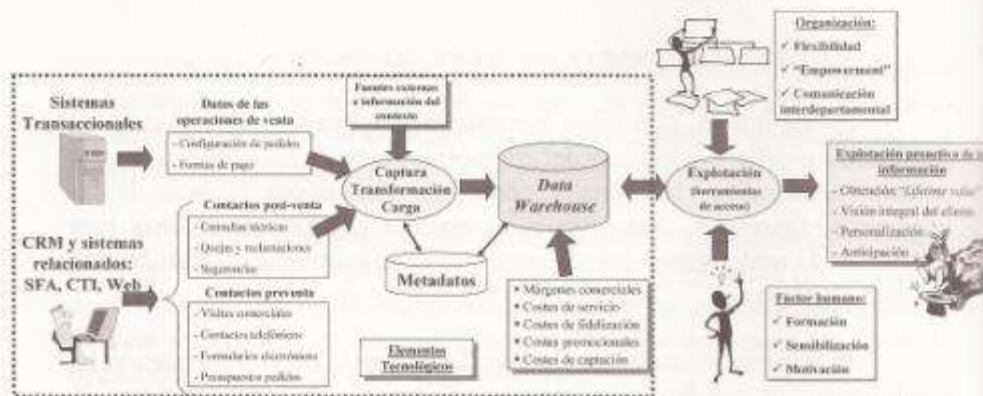 Sistemas
Transaccionales
Datos de las
operaciones de venta
- Configuración de pedidos
- Formas de pago
Fuentes externas
e información del
contexto
Captura
Transformación
Carga
Data
Warehouse
Metadatos
CRM y sistemas
relacionados:
SFA, CTI, Web
Contactos post-venta
- Consultas técnicas
- Quejas y reclamaciones
- Sugerencias
Contactos preventa
- Visitas comerciales
- Contactos telefónicos
- Formularios electrónicos
- Presupuestos pedidos
Elementos
Tecnológicos
Márgenes comerciales
Costes de servicio
Costes de fidelización
Costes promocionales
Costes de captación
Explotación
(herramientas
de acceso)
Organización:
✓ Flexibilidad
✓ "Empowerment"
✓ Comunicación
interdepartamental
Explotación proactiva de
información
- Obtención "Lifetime value"
- Visión integral del cliente
- Personalización
- Anticipación
Factor humano:
✓ Formación
✓ Sensibilización
✓ Motivación